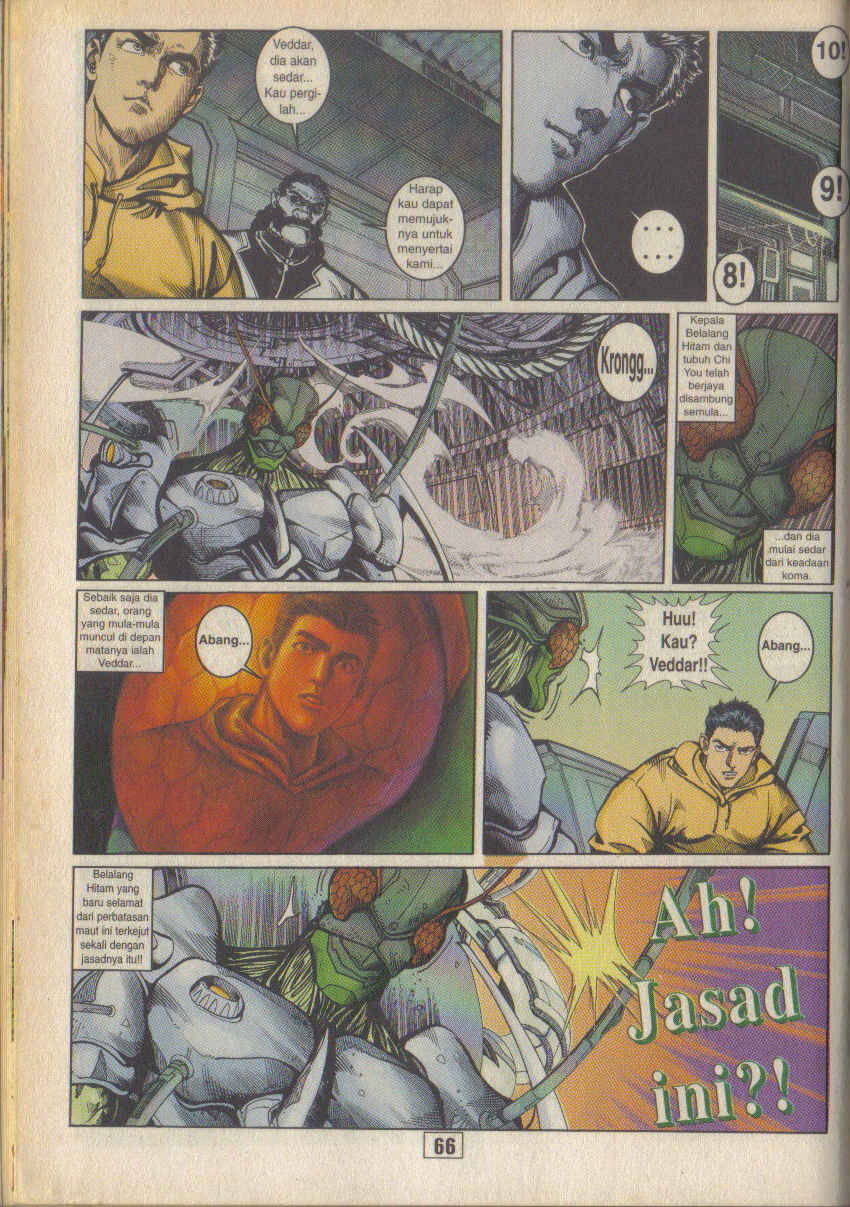 Veddar,
dia akan
sedar...
Kau pergi-
lah...
Harap
kau dapat
memujuk-
nya untuk
menyertai
kami...
...
...
10!
9!
8!
Krongg...
Kepala
Belalang
Hitam dan
tubuh Chi
You telah
berjaya
disambung
semula...
...dan dia
mulai sedar
dari keadaan
koma.
Sebaik saja dia
sedar, orang
yang mula-mula
muncul di depan
matanya ialah
Veddar...
Abang...
Huu!
Kau?
Veddar!!
Abang...
Belalang
Hitam yang
baru selamat
dari perbatasan
maut ini terkejut
sekali dengan
jasadnya itu!!
Ah!
Jasad
ini?!
66